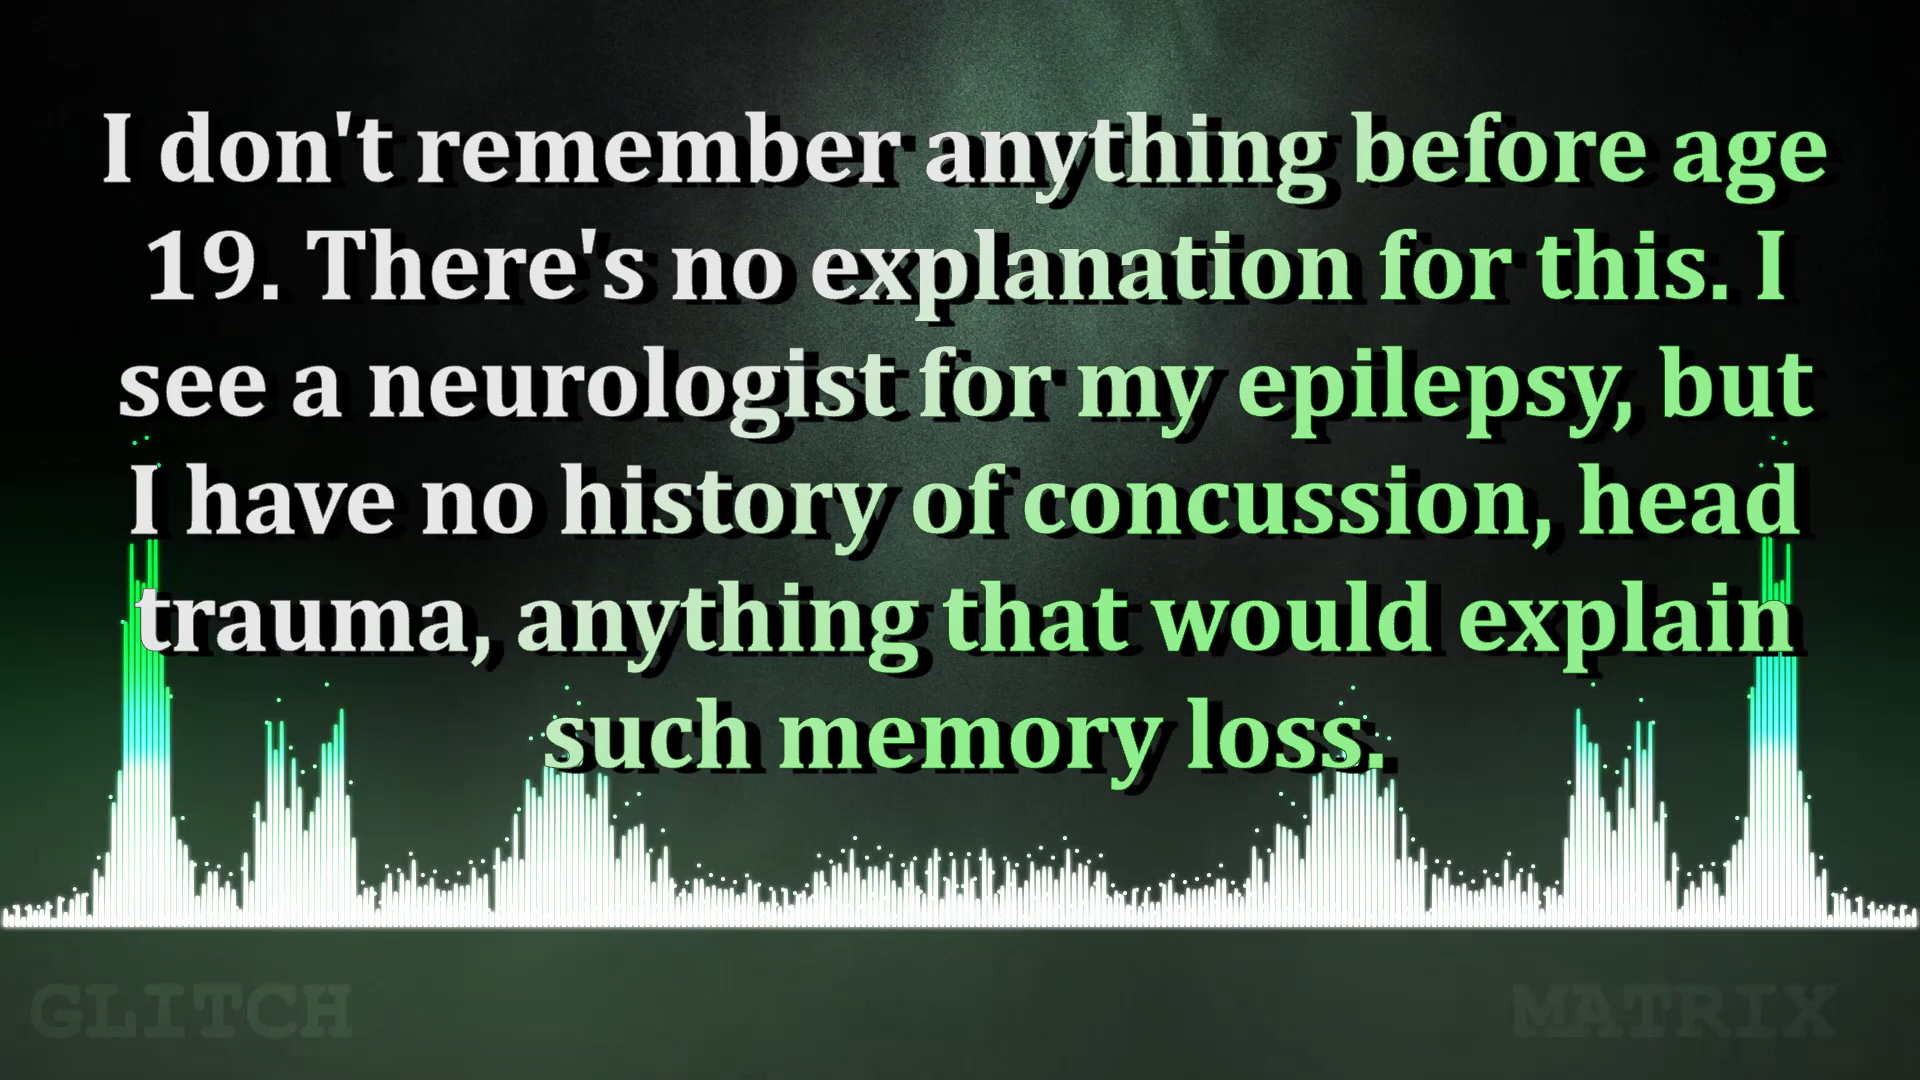 I don't remember anything before age
19. There's no explanation for this. I
see a neurologist for my epilepsy, but
I have no history of concussion, head
trauma, anything that would explain
such memory loss.
GLITCH
MATRIX